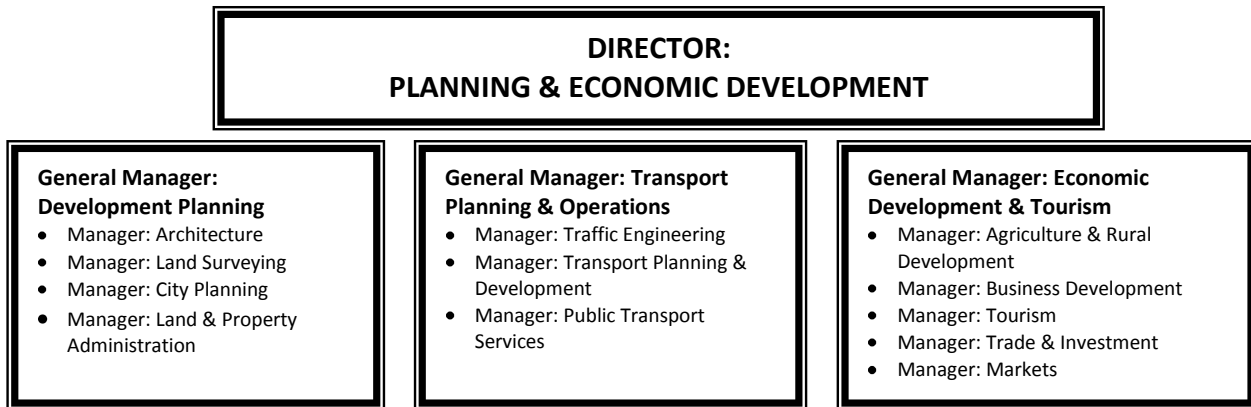 DIRECTOR:
PLANNING & ECONOMIC DEVELOPMENT
General Manager:
Development Planning
• Manager: Architecture
• Manager: Land Surveying
• Manager: City Planning
• Manager: Land & Property
Administration
General Manager: Transport
Planning & Operations
• Manager: Traffic Engineering
• Manager: Transport Planning &
Development
• Manager: Public Transport
Services
General Manager: Economic
Development & Tourism
• Manager: Agriculture & Rural
Development
• Manager: Business Development
• Manager: Tourism
• Manager: Trade & Investment
• Manager: Markets